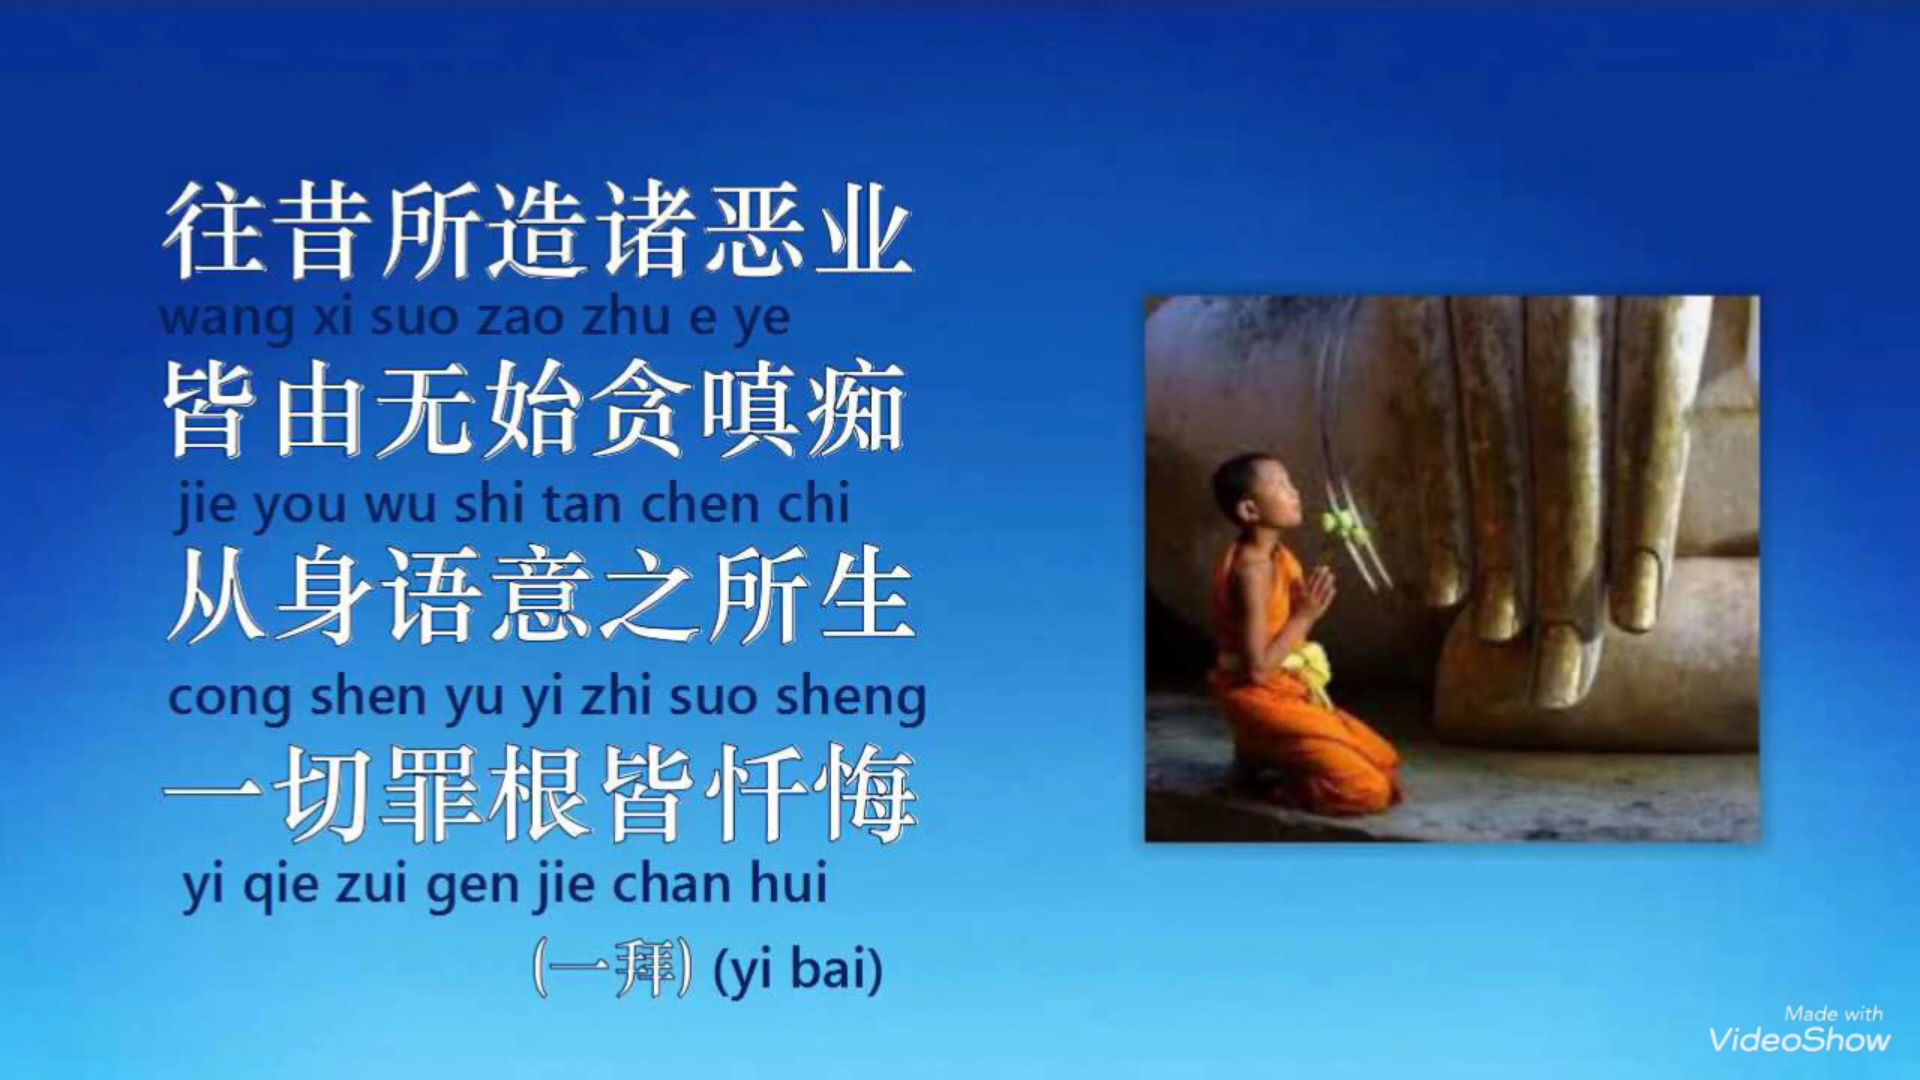 往昔所造诸恶业
wang xi suo zao zhu e ye
皆由无始贪嗔痴
jie you wu shi tan chen chi
从身语意之所生
cong shen yu yi zhi suo sheng
一切罪根皆忏悔
yi qie zui gen jie chan hui
(一拜) (yi bai)
Made with
VideoShow